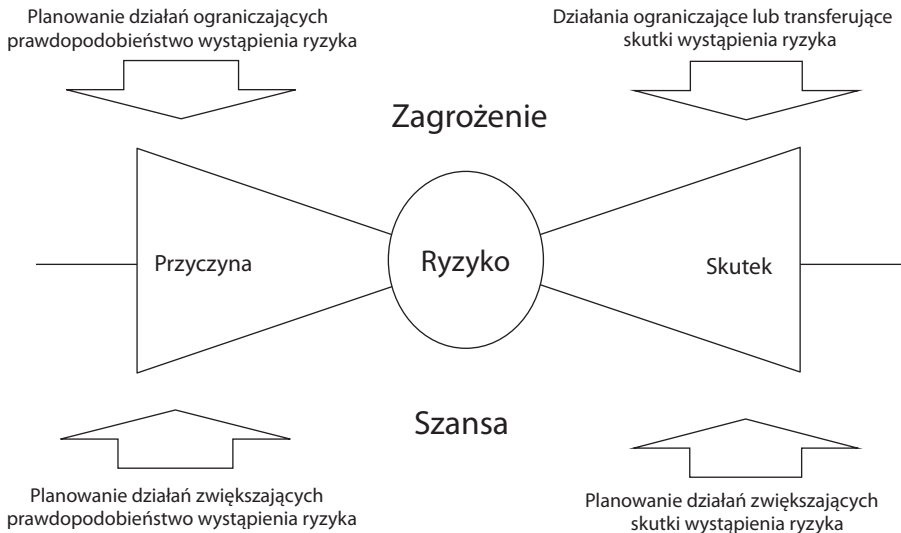 Planowanie działań ograniczających
prawdopodobieństwo wystąpienia ryzyka
Działania ograniczające lub transferujące
skutki wystąpienia ryzyka
Zagrożenie
Przyczyna
Ryzyko
Skutek
Szansa
Planowanie działań zwiększających
prawdopodobieństwo wystąpienia ryzyka
Planowanie działań zwiększających
skutki wystąpienia ryzyka